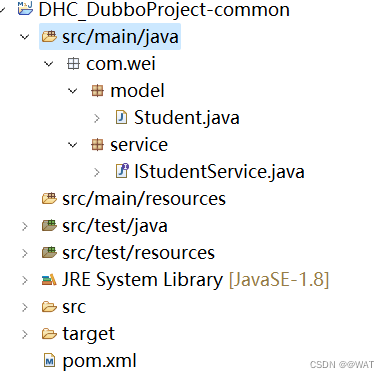 DHC_DubboProject-common
src/main/java
com.wei
model
Student.java
service
IStudentService.java
src/main/resources
src/test/java
src/test/resources
JRE System Library [JavaSE-1.8]
src
target
pom.xml
CSDN @@WAT